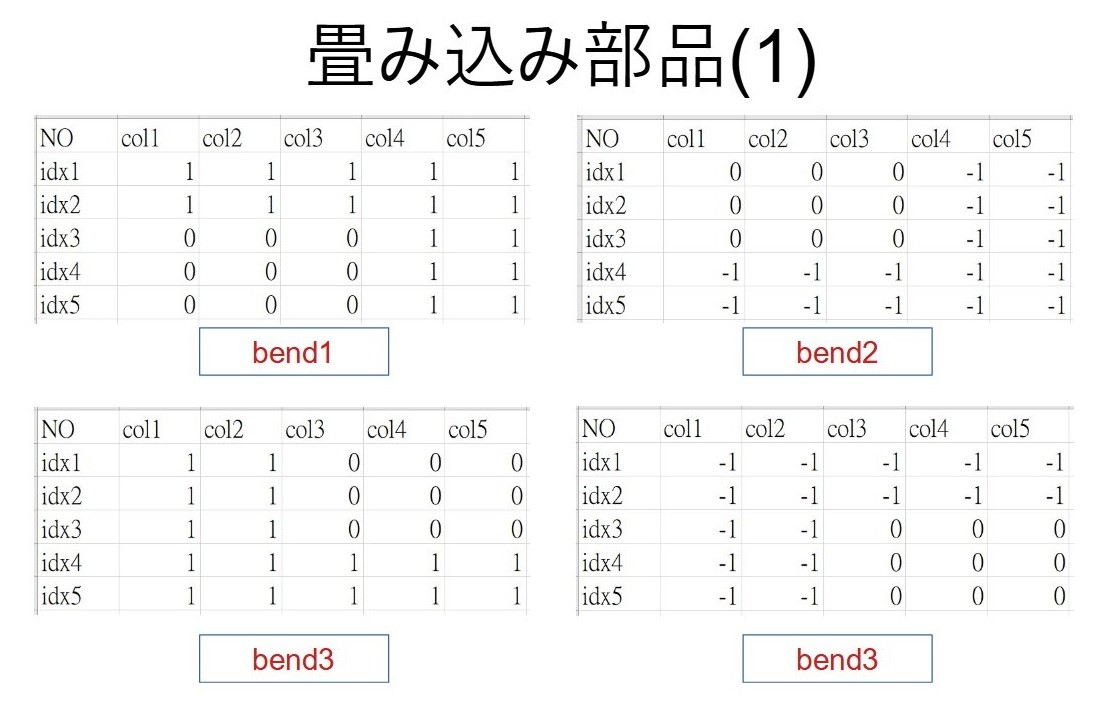 畳み込み部品(1)
NO col1 col2 col3 col4 col5
idx1 1 1 1 1 1
idx2 1 1 1 1 1
idx3 0 0 0 1 1
idx4 0 0 0 1 1
idx5 0 0 0 1 1
bend1
NO col1 col2 col3 col4 col5
idx1 0 0 0 -1 -1
idx2 0 0 0 -1 -1
idx3 0 0 0 -1 -1
idx4 -1 -1 -1 -1 -1
idx5 -1 -1 -1 -1 -1
bend2
NO col1 col2 col3 col4 col5
idx1 1 1 0 0 0
idx2 1 1 0 0 0
idx3 1 1 0 0 0
idx4 1 1 1 1 1
idx5 1 1 1 1 1
bend3
NO col1 col2 col3 col4 col5
idx1 -1 -1 -1 -1 -1
idx2 -1 -1 -1 -1 -1
idx3 -1 -1 0 0 0
idx4 -1 -1 0 0 0
idx5 -1 -1 0 0 0
bend3